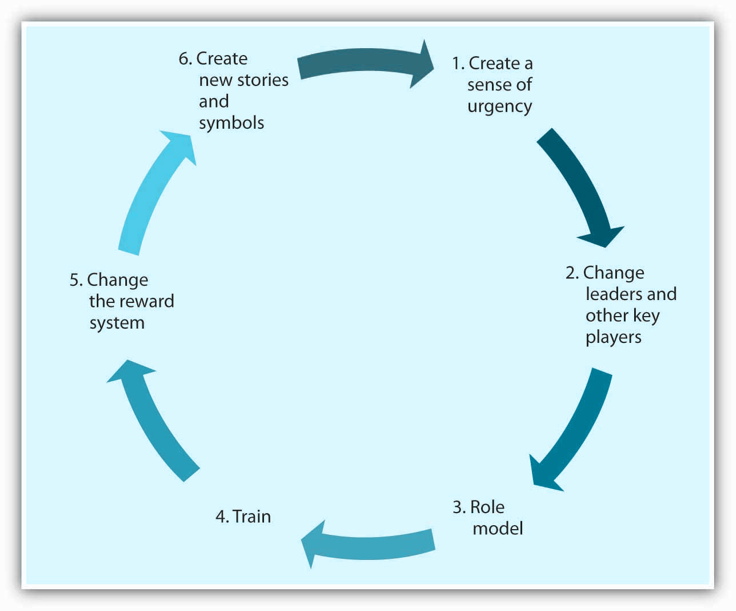 1. Create a
sense of
urgency
2. Change
leaders and
other key
players
3. Role
model
4. Train
5. Change
the reward
system
6. Create
new stories
and
symbols